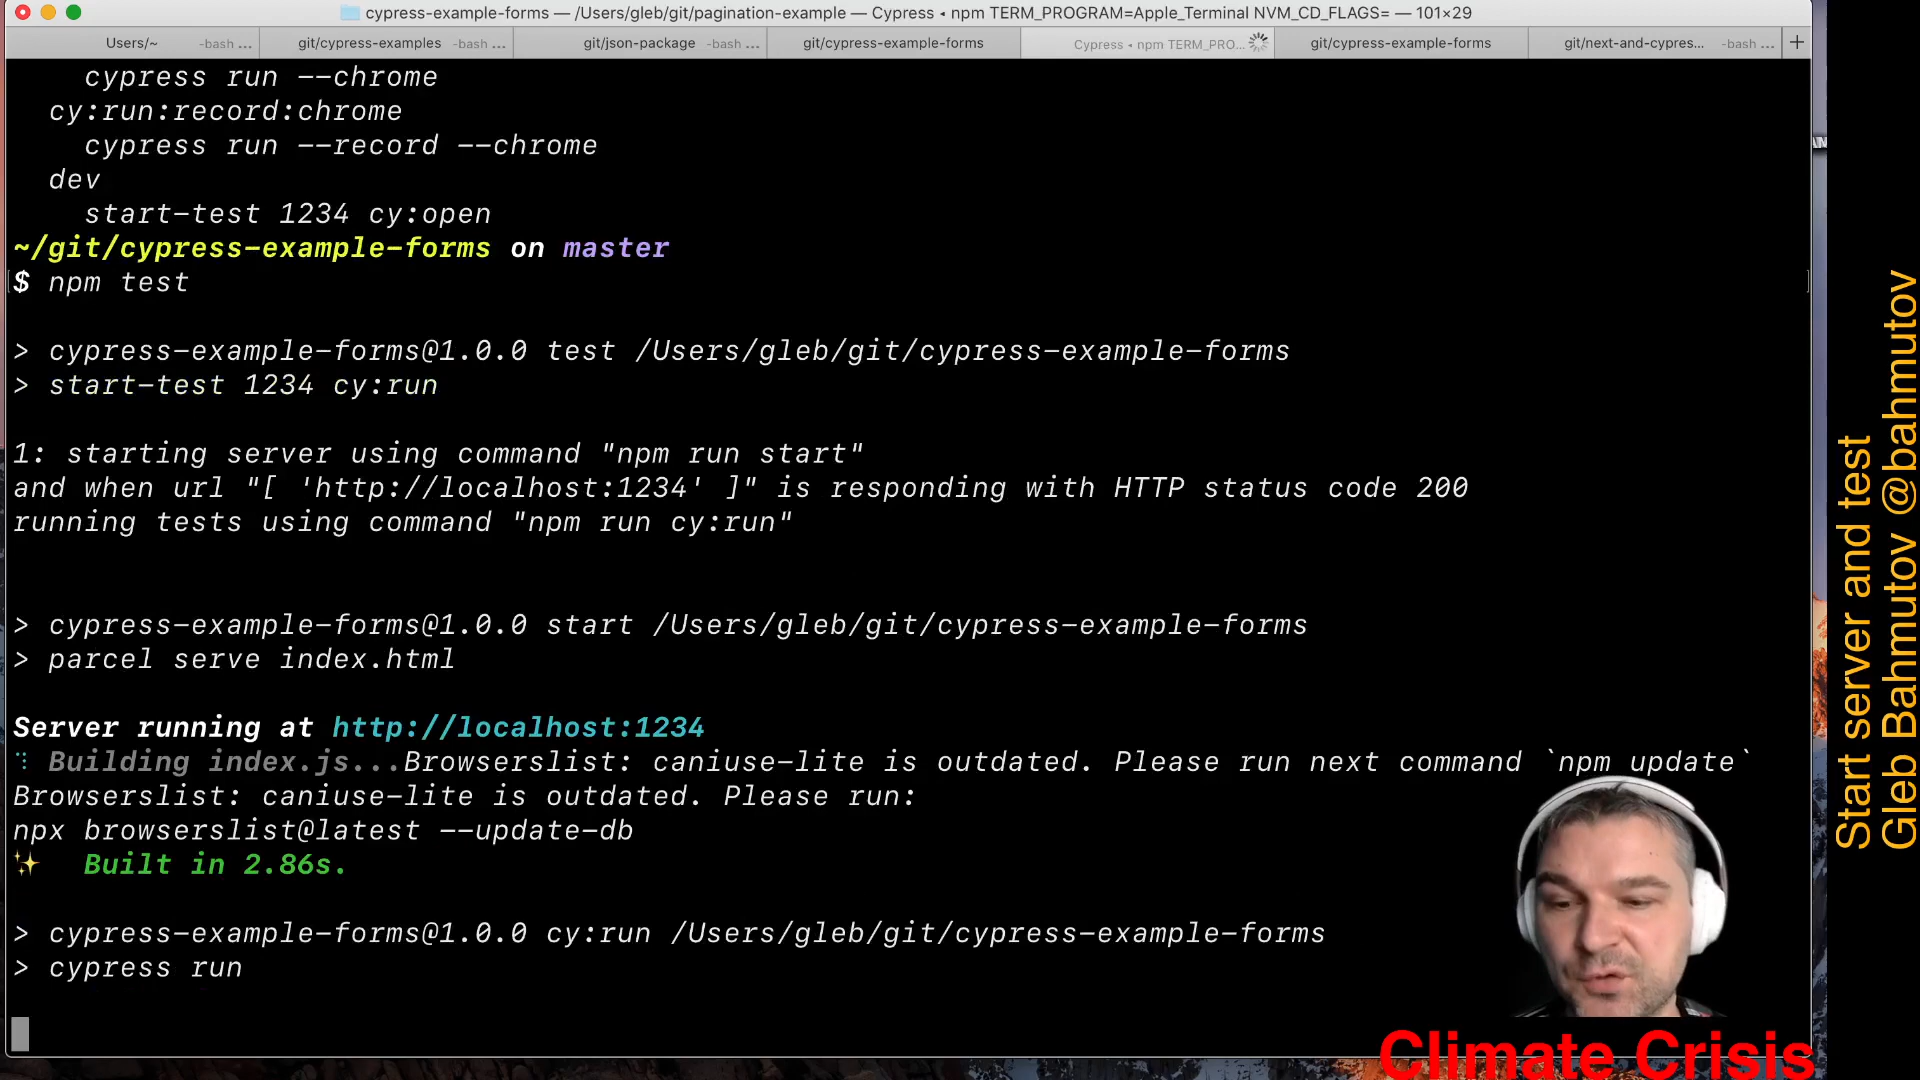 cypress-example-forms — /Users/gleb/git/pagination-example — Cypress ◂ npm TERM_PROGRAM=Apple_Terminal NVM_CD_FLAGS= — 101×29
Users/~ -bash ...
git/cypress-examples -bash ...
git/json-package -bash ...
git/cypress-example-forms
Cypress ◂ npm TERM_PRO...
git/cypress-example-forms
git/next-and-cypres... -bash ...
+
cypress run --chrome
cy:run:record:chrome
cypress run --record --chrome
dev
start-test 1234 cy:open
~/git/cypress-example-forms on master
$ npm test
> cypress-example-forms@1.0.0 test /Users/gleb/git/cypress-example-forms
> start-test 1234 cy:run
1: starting server using command "npm run start"
and when url "[ 'http://localhost:1234' ]" is responding with HTTP status code 200
running tests using command "npm run cy:run"
> cypress-example-forms@1.0.0 start /Users/gleb/git/cypress-example-forms
> parcel serve index.html
Server running at http://localhost:1234
Building index.js...Browserslist: caniuse-lite is outdated. Please run next command `npm update`
Browserslist: caniuse-lite is outdated. Please run:
npx browserslist@latest --update-db
✨ Built in 2.86s.
> cypress-example-forms@1.0.0 cy:run /Users/gleb/git/cypress-example-forms
> cypress run
Start server and test
Gleb Bahmutov @bahmutov
Climate Crisis